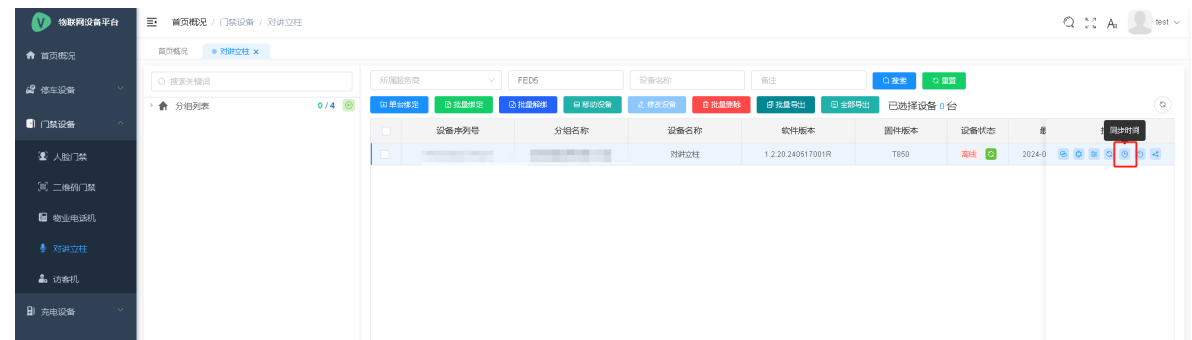 V 物联网设备平台
首页概况 / 门禁设备 / 对讲立柱
test
首页概况
对讲立柱 ×
首页概况
停车设备
门禁设备
人脸门禁
二维码门禁
物业电话机
对讲立柱
访客机
充电设备
搜索关键词
分组列表 0 / 4
所属服务商 FED5 设备名称 备注 搜索 重置
单台绑定 批量绑定 批量解绑 移动设备 修改设备 批量删除 批量导出 全部导出 已选择设备 0 台
设备序列号 分组名称 设备名称 软件版本 固件版本 设备状态
同步时间
对讲立柱 1.2.20.240517001R T850 离线 2024-0